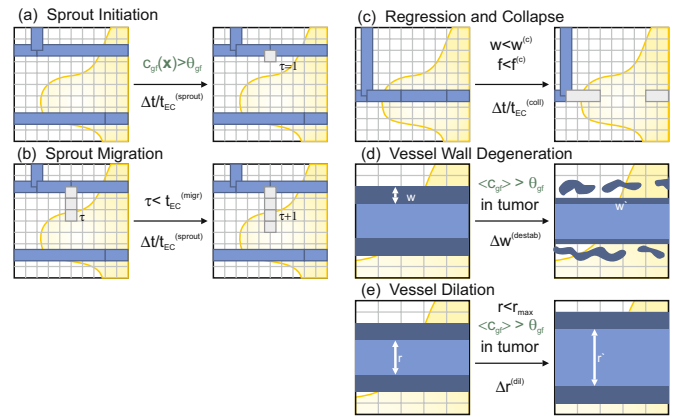 (a) Sprout Initiation
c_gf(x)>θ_gf
Δt/t_EC^(sprout)
τ=1
(b) Sprout Migration
τ
τ< t_EC^(migr)
Δt/t_EC^(sprout)
τ+1
(c) Regression and Collapse
w<w^(c)
f<f^(c)
Δt/t_EC^(coll)
(d) Vessel Wall Degeneration
w
<c_gf> > θ_gf
in tumor
Δw^(destab)
w`
(e) Vessel Dilation
r
r<r_max
<c_gf> > θ_gf
in tumor
Δr^(dil)
r`